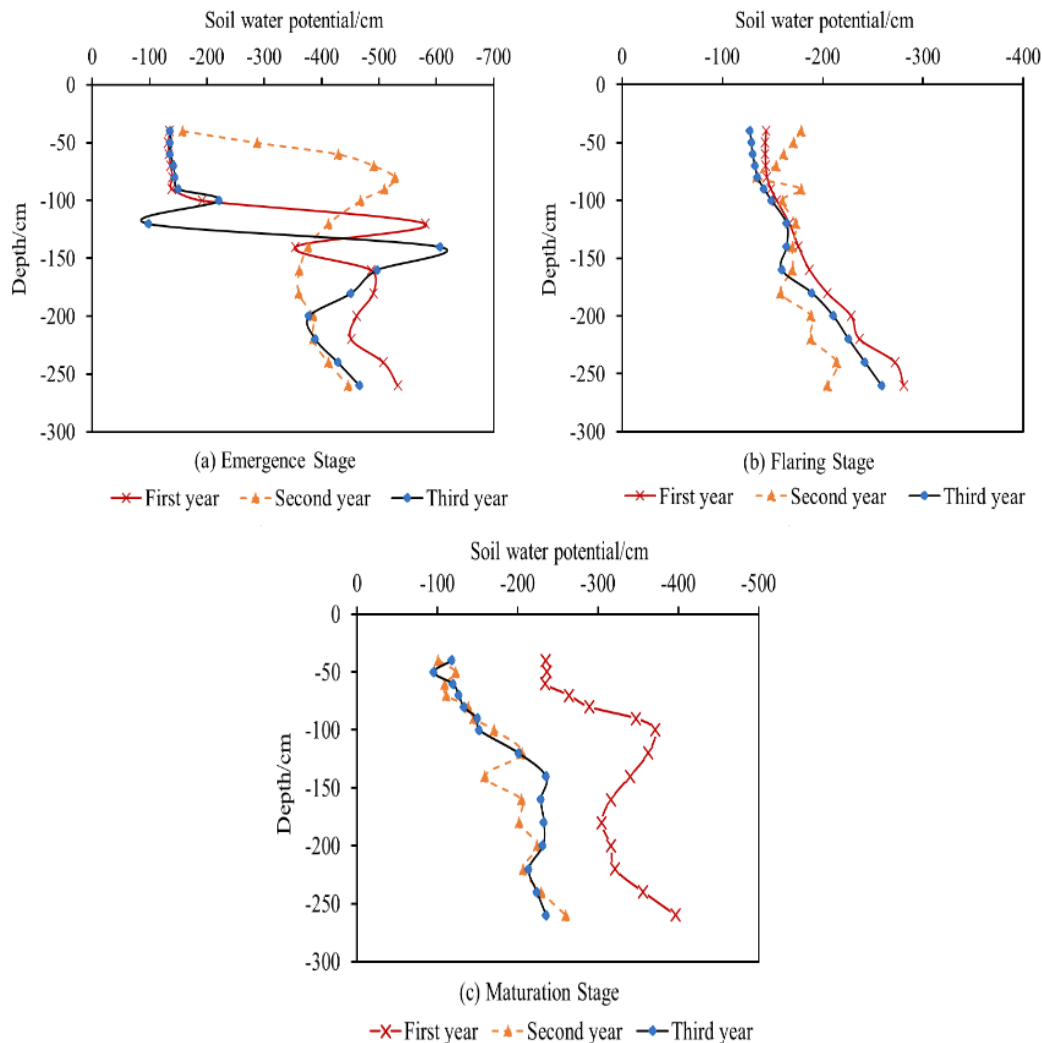 Soil water potential/cm
0 -100 -200 -300 -400 -500 -600 -700
0
-50
-100
-150
-200
-250
-300
Depth/cm
(a) Emergence Stage
First year Second year Third year
Soil water potential/cm
0 -100 -200 -300 -400
0
-50
-100
-150
-200
-250
-300
Depth/cm
(b) Flaring Stage
First year Second year Third year
Soil water potential/cm
0 -100 -200 -300 -400 -500
0
-50
-100
-150
-200
-250
-300
Depth/cm
(c) Maturation Stage
First year Second year Third year